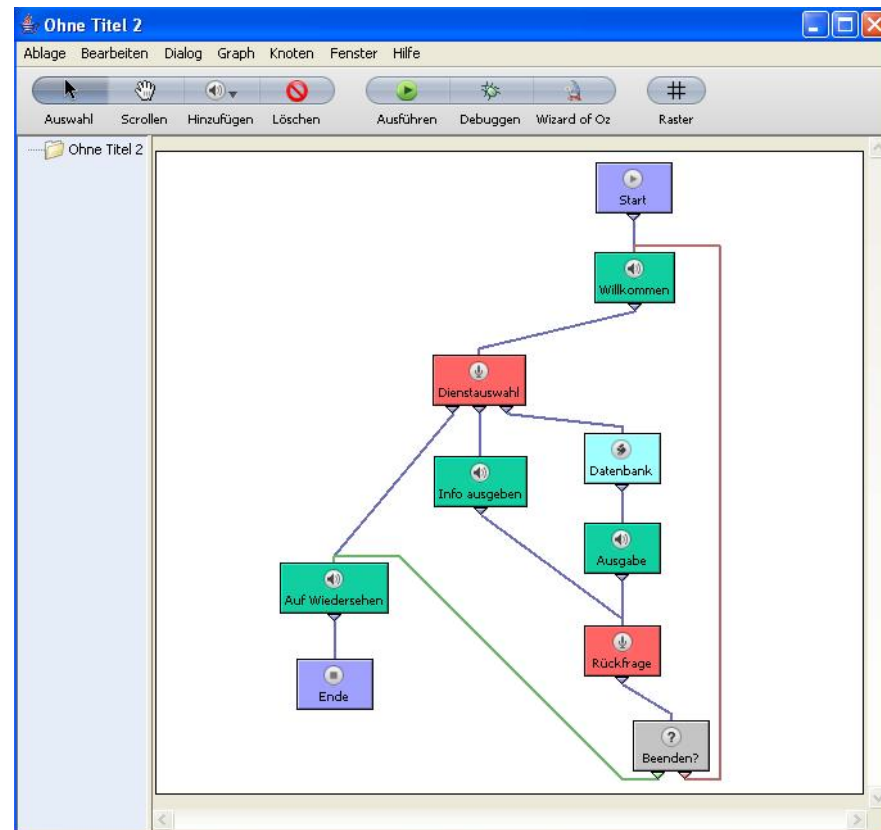 Ohne Titel 2
Ablage Bearbeiten Dialog Graph Knoten Fenster Hilfe
Auswahl Scrollen Hinzufügen Löschen Ausführen Debuggen Wizard of Oz Raster
Ohne Titel 2
Start
Willkommen
Dienstauswahl
Datenbank
Info ausgeben
Ausgabe
Auf Wiedersehen
Rückfrage
Ende
?
Beenden?